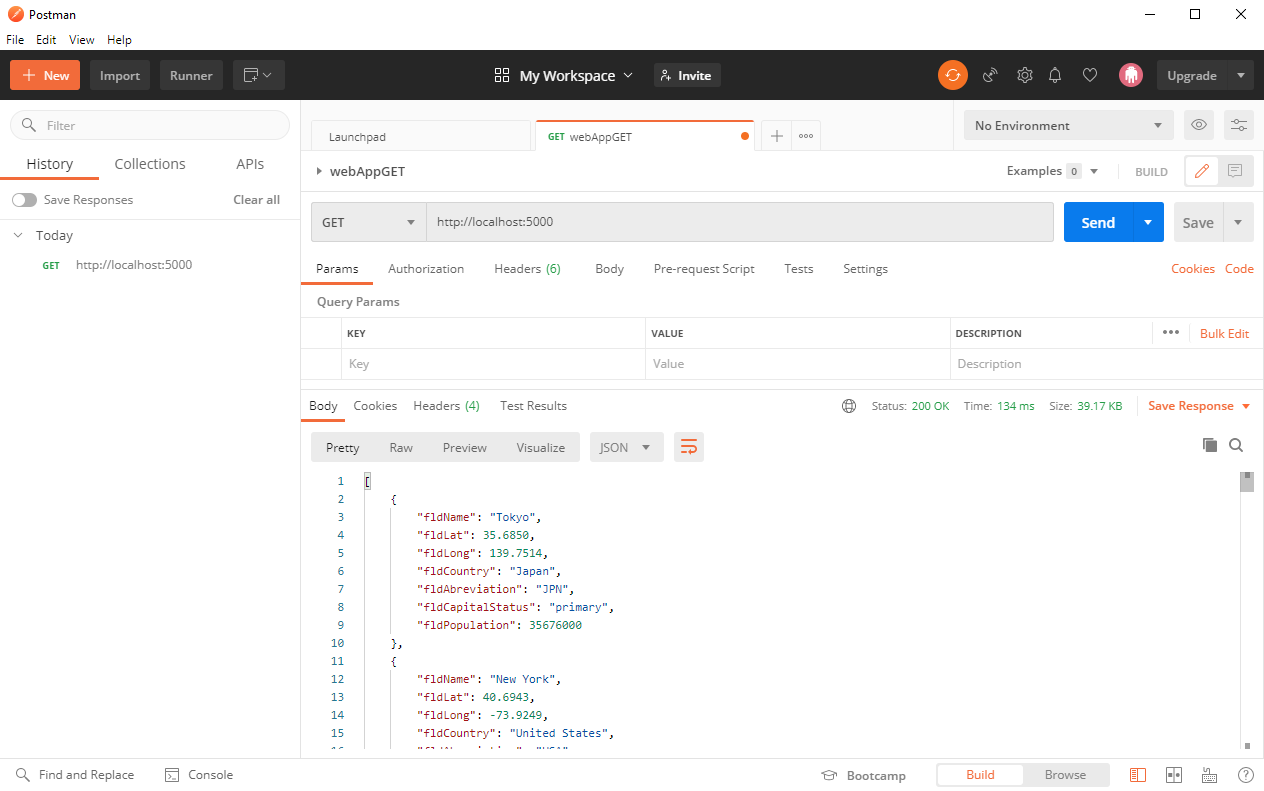 Postman
File Edit View Help
New Import Runner My Workspace Invite Upgrade
Filter
History Collections APIs
Save Responses Clear all
Today
GET http://localhost:5000
Launchpad GET webAppGET No Environment
webAppGET Examples 0 BUILD
GET http://localhost:5000 Send Save
Params Authorization Headers (6) Body Pre-request Script Tests Settings Cookies Code
Query Params
KEY VALUE DESCRIPTION Bulk Edit
Key Value Description
Body Cookies Headers (4) Test Results Status: 200 OK Time: 134 ms Size: 39.17 KB Save Response
Pretty Raw Preview Visualize JSON
1 [
2 {
3 "fldName": "Tokyo",
4 "fldLat": 35.6850,
5 "fldLong": 139.7514,
6 "fldCountry": "Japan",
7 "fldAbreviation": "JPN",
8 "fldCapitalStatus": "primary",
9 "fldPopulation": 35676000
10 },
11 {
12 "fldName": "New York",
13 "fldLat": 40.6943,
14 "fldLong": -73.9249,
15 "fldCountry": "United States",
Find and Replace Console Bootcamp Build Browse